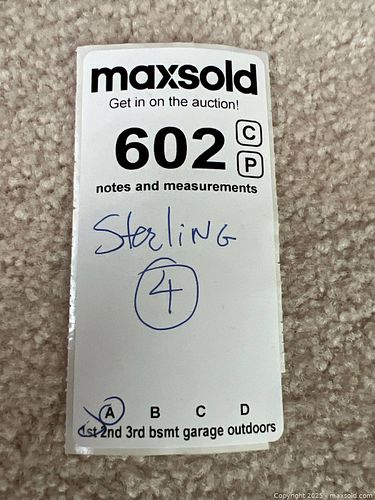 maxsold
Get in on the auction!
602 C
P
notes and measurements
SterliNG
4
A B C D
1st 2nd 3rd bsmt garage outdoors
Copyright 2025 - maxsold.com